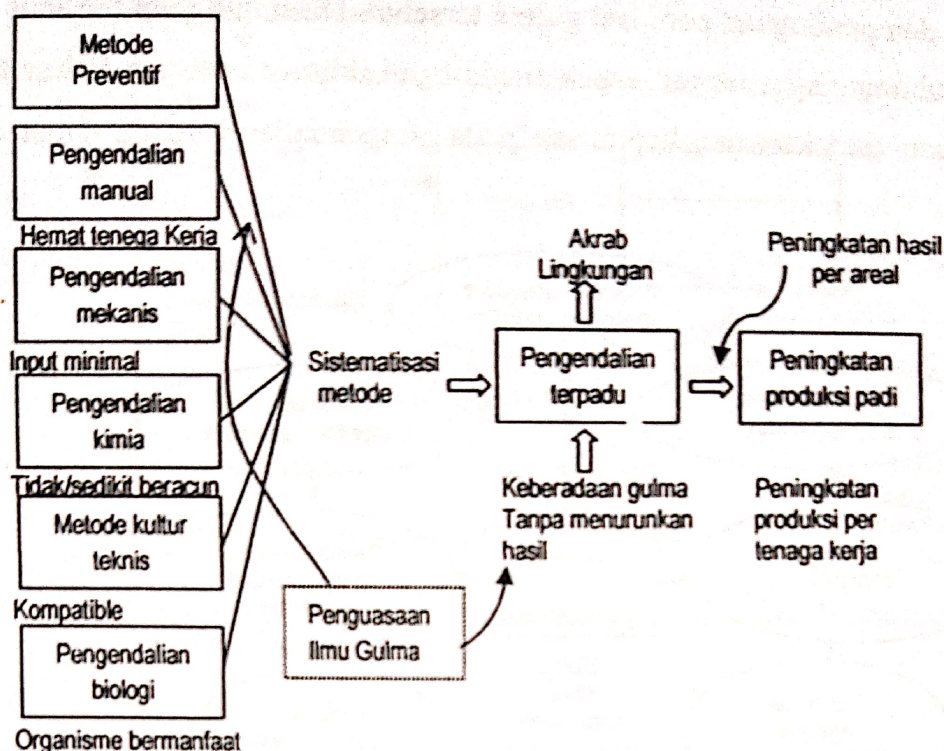 Metode
Preventif
Pengendalian
manual
Hemat tenega Kerja
Pengendalian
mekanis
Input minimal
Pengendalian
kimia
Tidak/sedikit beracun
Metode kultur
teknis
Kompatible
Pengendalian
biologi
Organisme bermanfaat
Sistematisasi
metode
Penguasaan
Ilmu Gulma
Akrab
Lingkungan
Pengendalian
terpadu
Keberadaan gulma
Tanpa menurunkan
hasil
Peningkatan hasil
per areal
Peningkatan
produksi padi
Peningkatan
produksi per
tenaga kerja